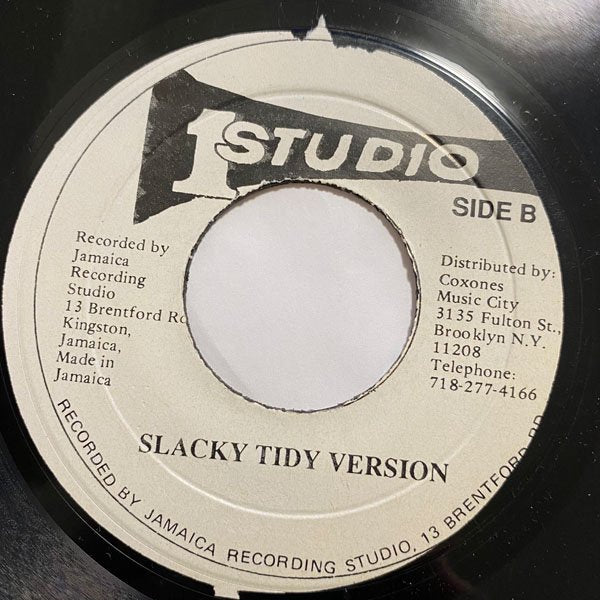 1 STUDIO
SIDE B
Recorded by
Jamaica
Recording
Studio
13 Brentford
Kingston,
Jamaica,
Made in
Jamaica
Distributed by:
Coxones
Music City
3135 Fulton St.,
Brooklyn N.Y.
11208
Telephone:
718-277-4166
SLACKY TIDY VERSION
RECORDED BY JAMAICA RECORDING STUDIO, 13 BRENTFORD RD